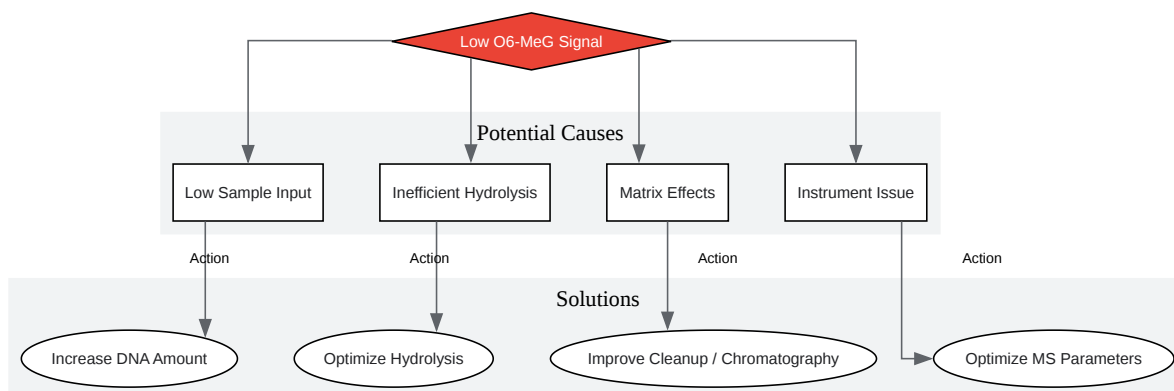 Low O6-MeG Signal
Potential Causes
Low Sample Input
Inefficient Hydrolysis
Matrix Effects
Instrument Issue
Action
Action
Action
Action
Solutions
Increase DNA Amount
Optimize Hydrolysis
Improve Cleanup / Chromatography
Optimize MS Parameters